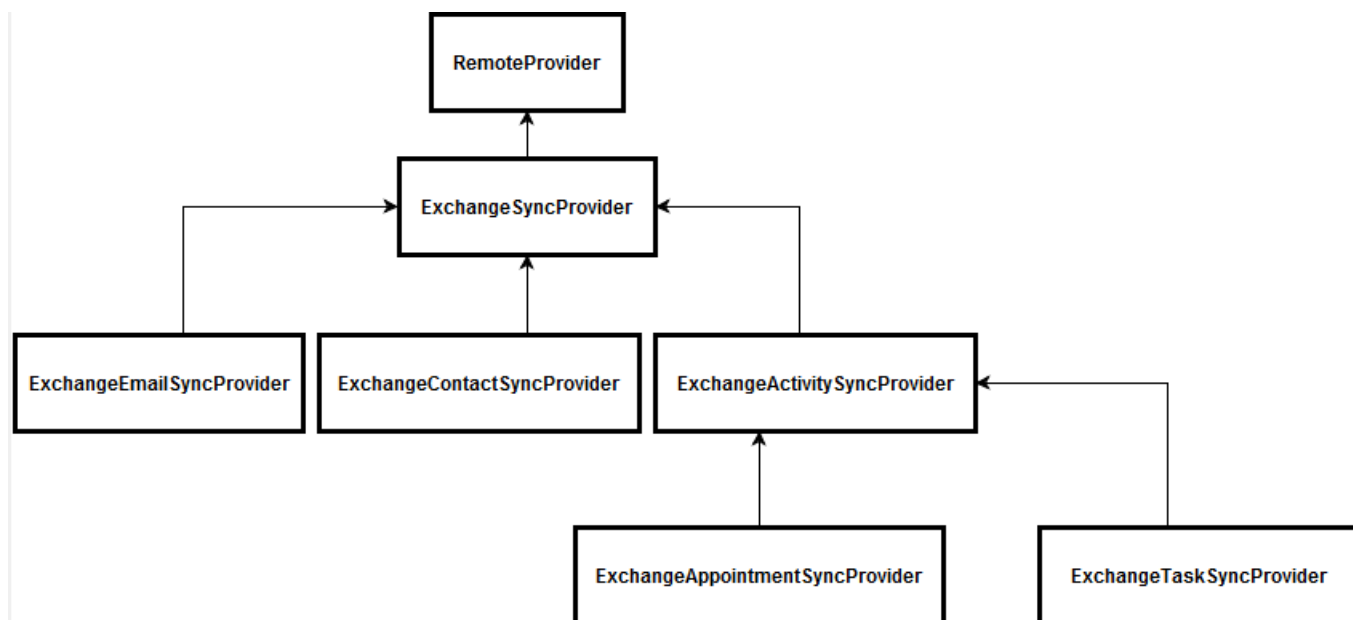 RemoteProvider
ExchangeSyncProvider
ExchangeEmailSyncProvider
ExchangeContactSyncProvider
ExchangeActivitySyncProvider
ExchangeAppointmentSyncProvider
ExchangeTaskSyncProvider